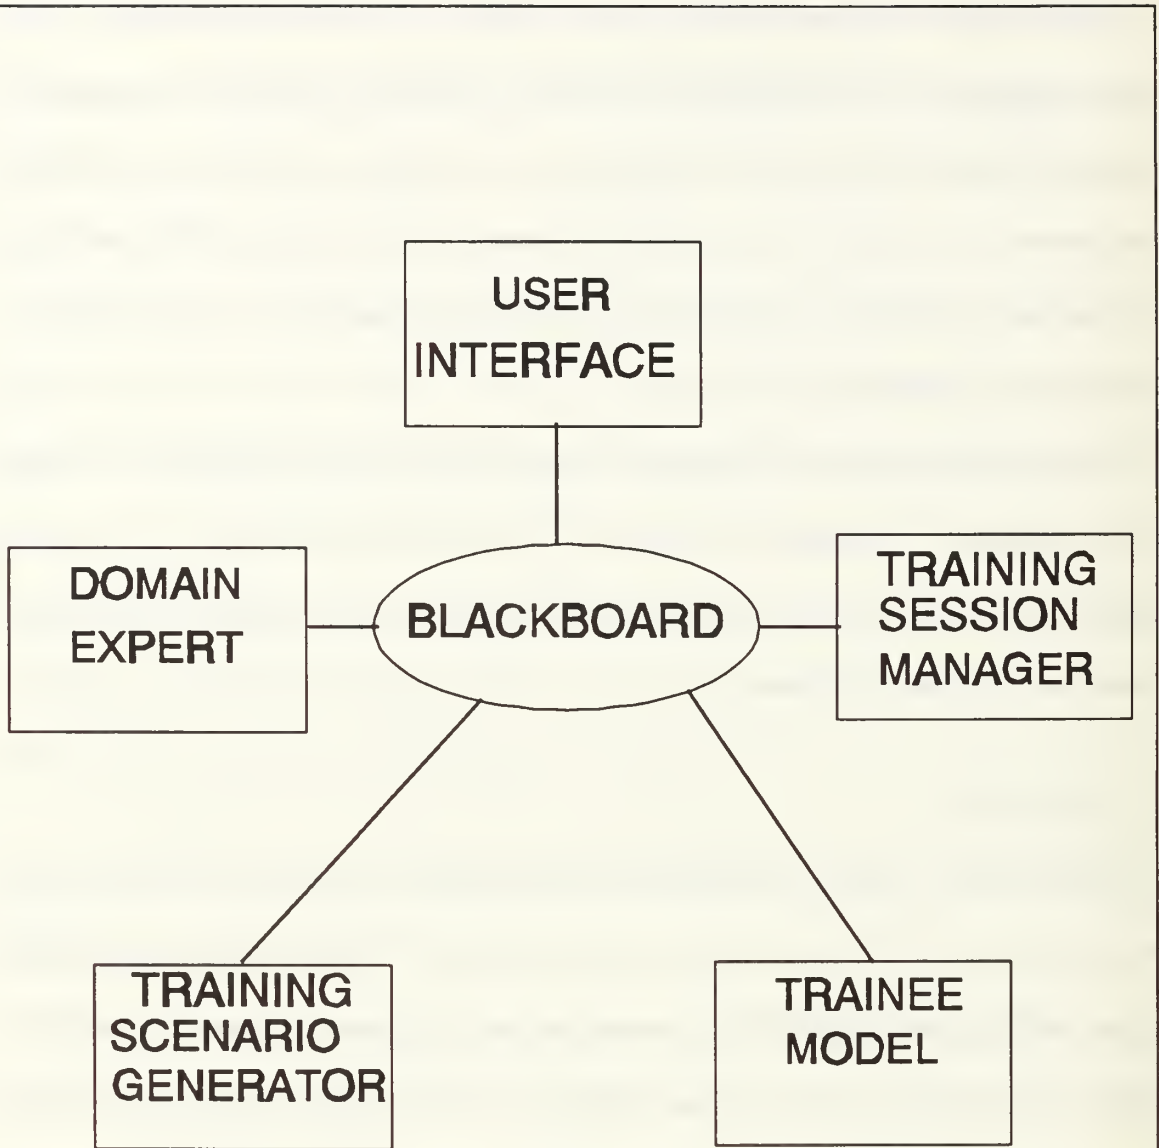 USER
INTERFACE
DOMAIN
EXPERT
BLACKBOARD
TRAINING
SESSION
MANAGER
TRAINING
SCENARIO
GENERATOR
TRAINEE
MODEL